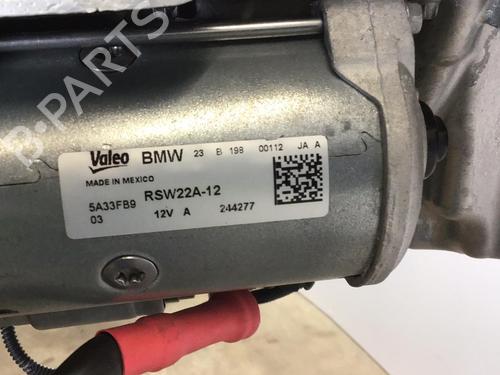 B-PARTS
Valeo BMW 23 B 198 00112 JA A
MADE IN MEXICO
5A33FB9 RSW22A-12
03 12V A 244277